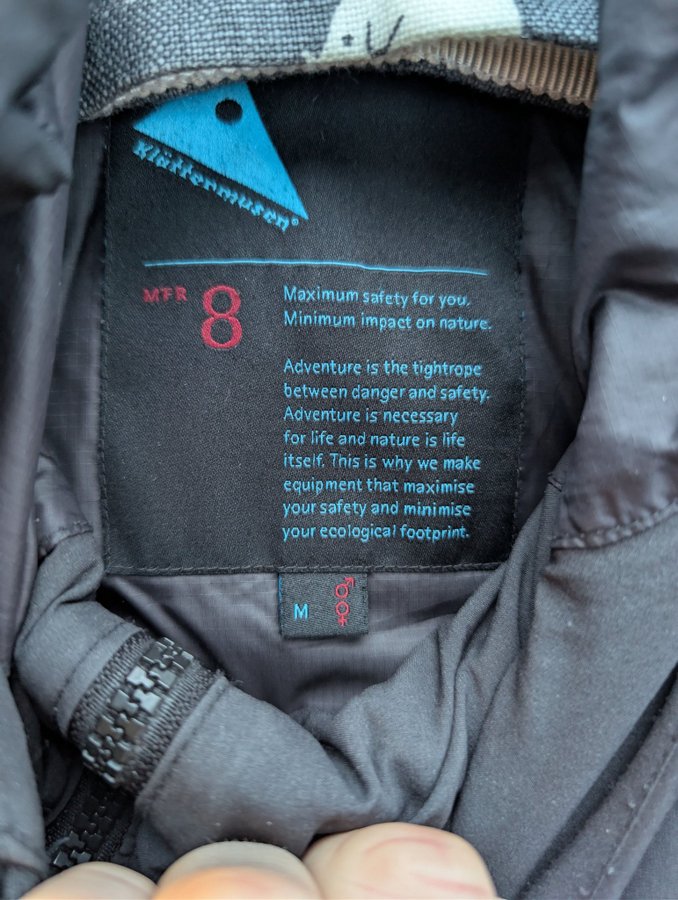 Klättermusen®
MFR 8
Maximum safety for you.
Minimum impact on nature.
Adventure is the tightrope
between danger and safety.
Adventure is necessary
for life and nature is life
itself. This is why we make
equipment that maximise
your safety and minimise
your ecological footprint.
M